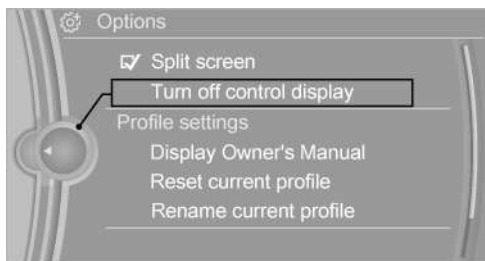 Options
Split screen
Turn off control display
Profile settings
Display Owner's Manual
Reset current profile
Rename current profile